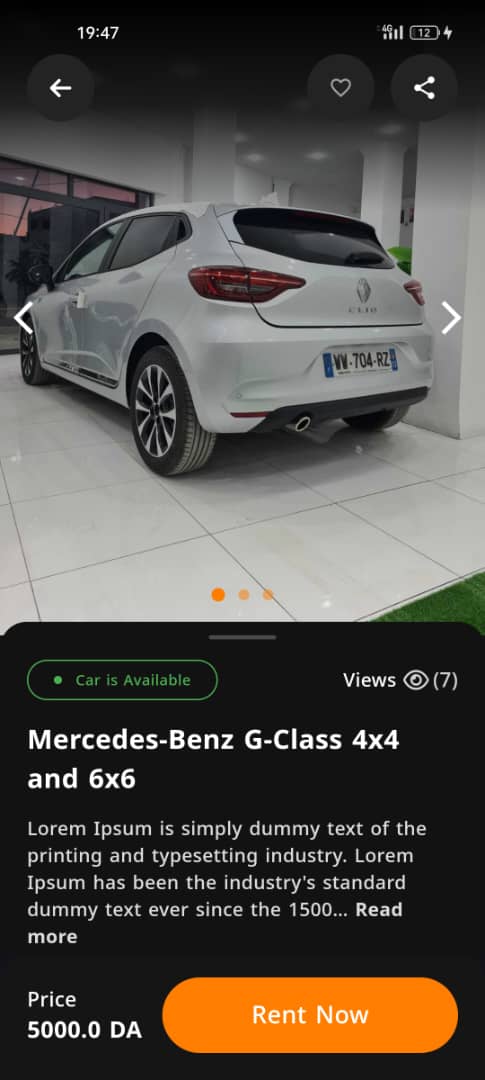 19:47
4G
12
CLIO
WW-704-RZ
Car is Available
Views (7)
Mercedes-Benz G-Class 4x4
and 6x6
Lorem Ipsum is simply dummy text of the
printing and typesetting industry. Lorem
Ipsum has been the industry's standard
dummy text ever since the 1500... Read
more
Price
5000.0 DA
Rent Now